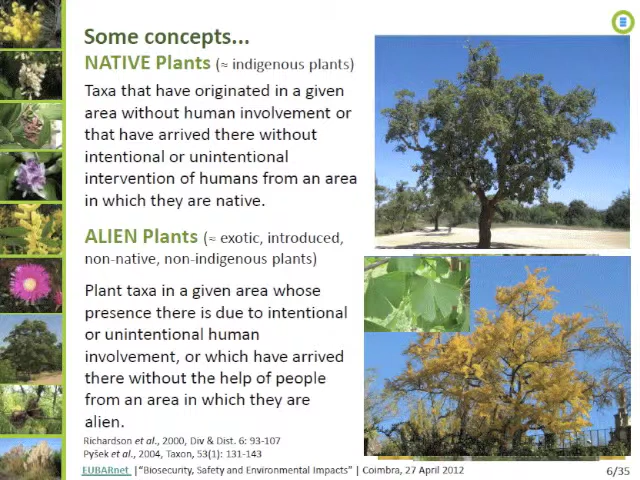 Some concepts...
NATIVE Plants (≈ indigenous plants)
Taxa that have originated in a given
area without human involvement or
that have arrived there without
intentional or unintentional
intervention of humans from an area
in which they are native.
ALIEN Plants (≈ exotic, introduced,
non-native, non-indigenous plants)
Plant taxa in a given area whose
presence there is due to intentional
or unintentional human
involvement, or which have arrived
there without the help of people
from an area in which they are
alien.
Richardson et al., 2000, Div & Dist. 6: 93-107
Pyšek et al., 2004, Taxon, 53(1): 131-143
EUBARnet |"Biosecurity, Safety and Environmental Impacts" | Coimbra, 27 April 2012
6/35